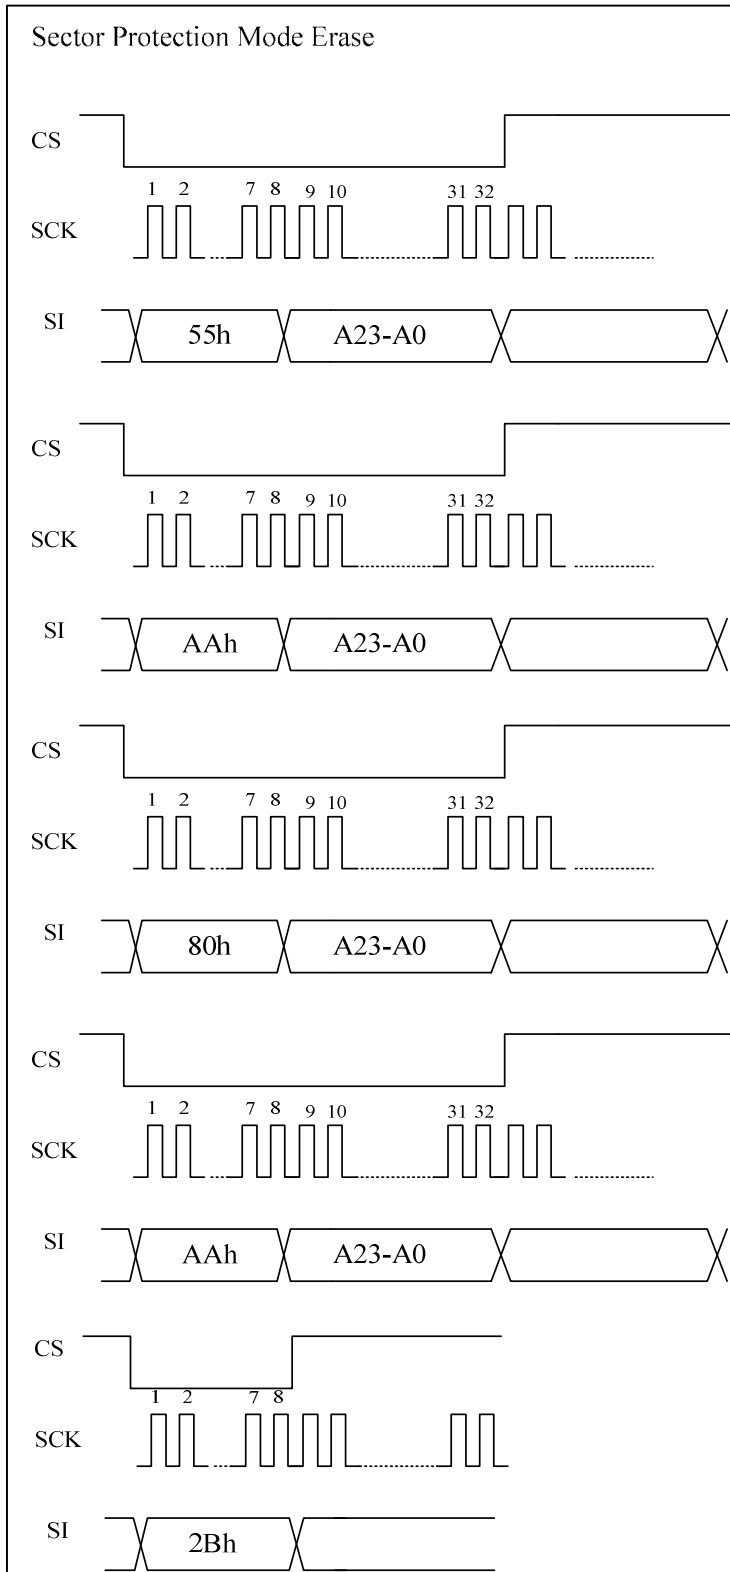 Sector Protection Mode Erase
CS
1 2 7 8 9 10 31 32
SCK
SI 55h A23-A0
CS
1 2 7 8 9 10 31 32
SCK
SI AAh A23-A0
CS
1 2 7 8 9 10 31 32
SCK
SI 80h A23-A0
CS
1 2 7 8 9 10 31 32
SCK
SI AAh A23-A0
CS
1 2 7 8
SCK
SI 2Bh